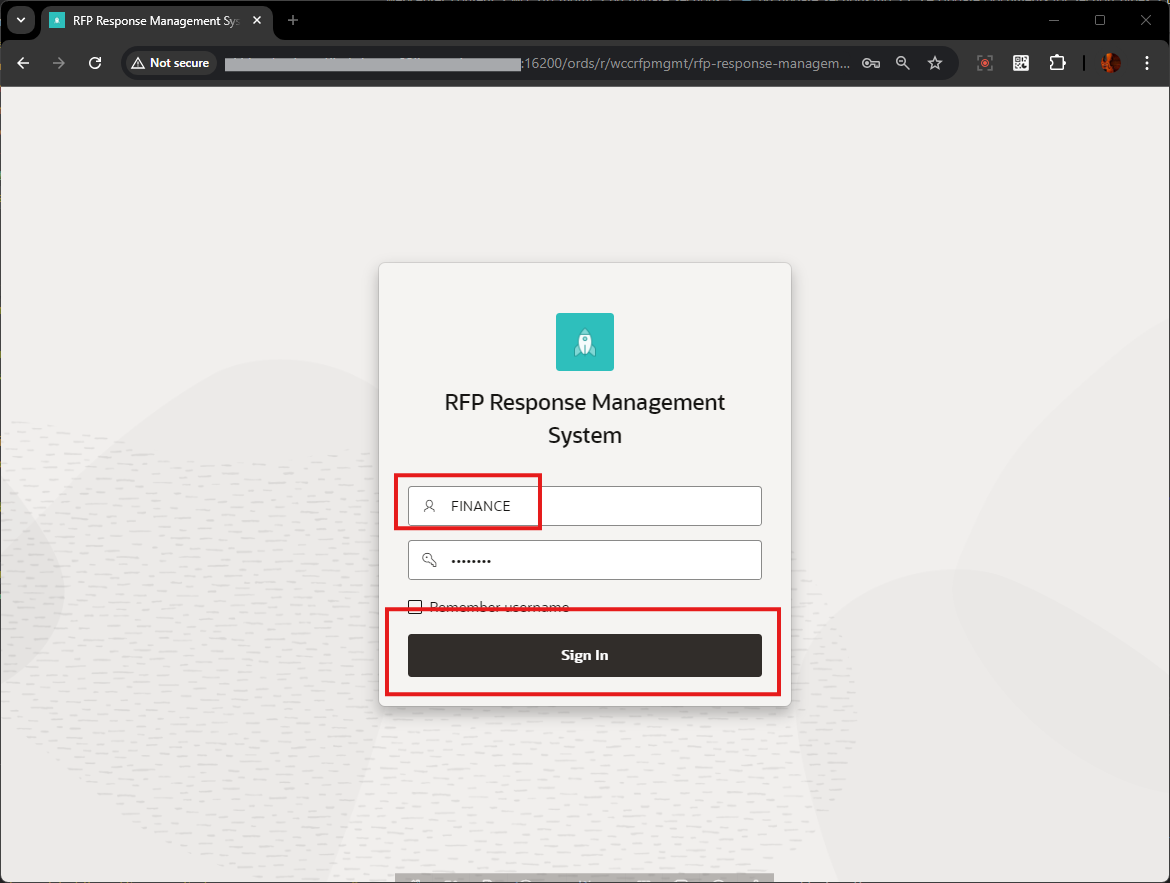 RFP Response Management Sys
Not secure
:16200/ords/r/wccrfpmgmt/rfp-response-managem...
RFP Response Management
System
FINANCE
Remember username
Sign In